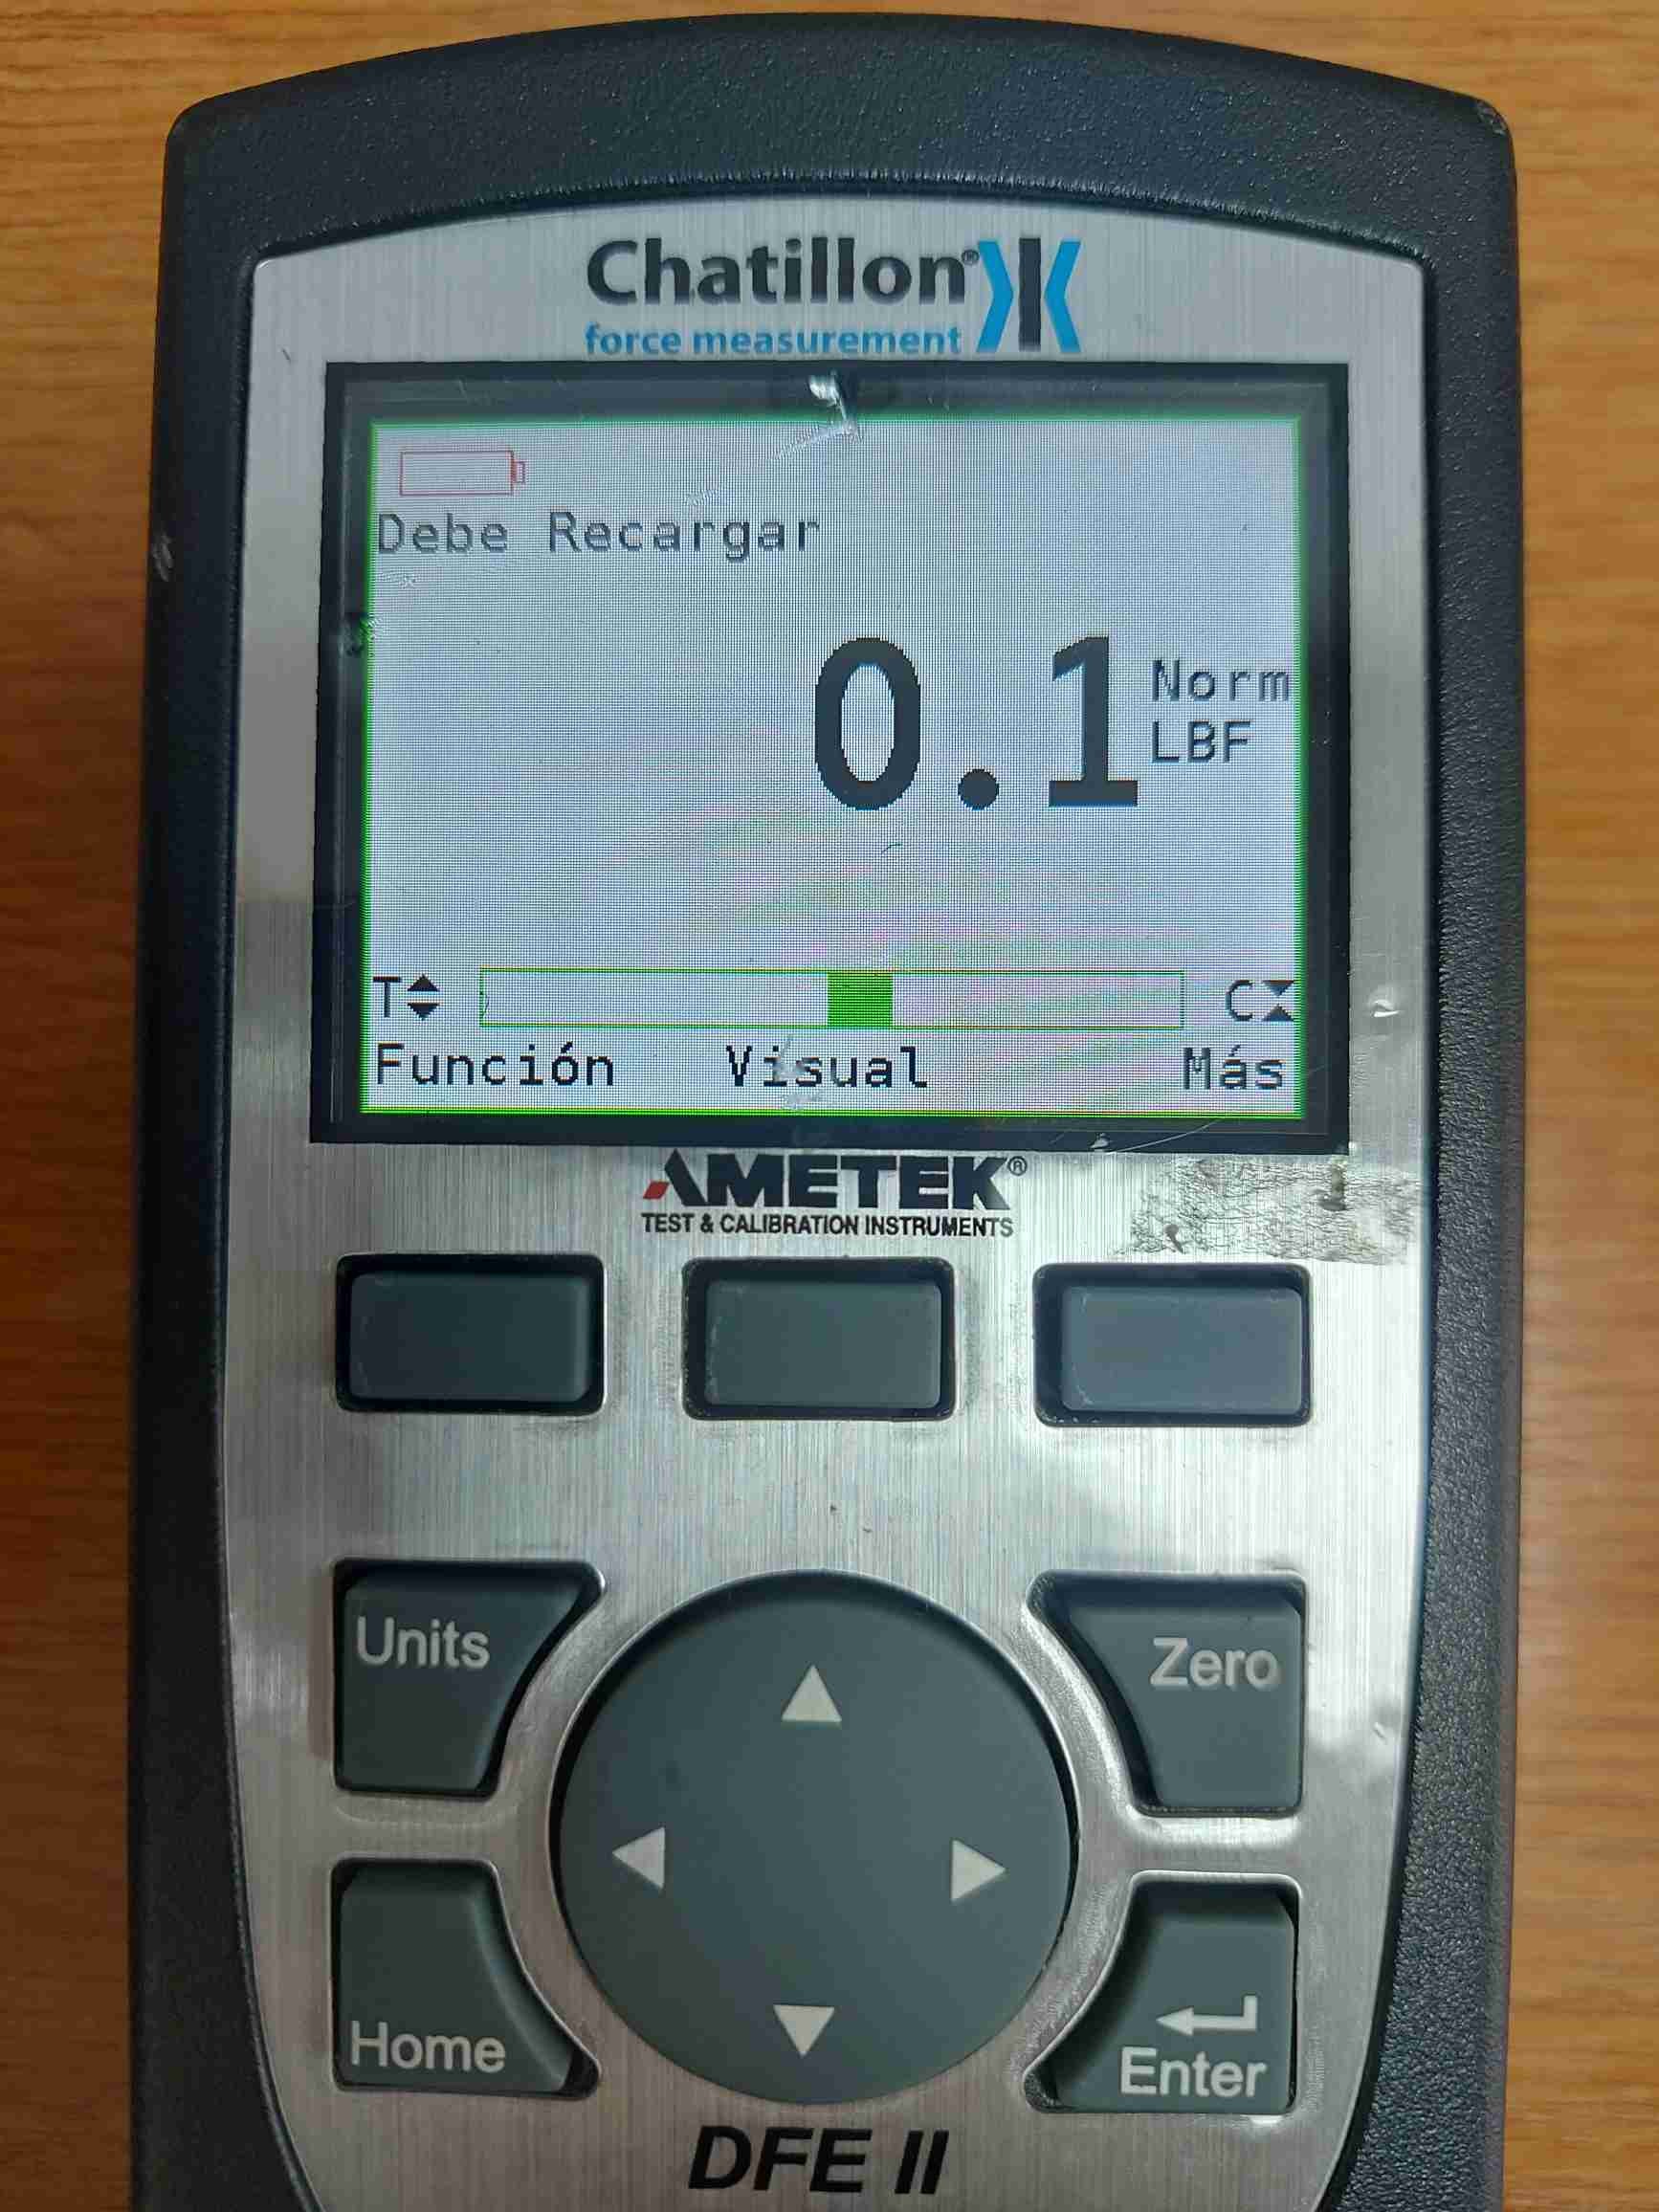 Chatillon®
force measurement
Debe Recargar
0.1
Norm
LBF
T
C
Función Visual Más
AMETEK®
TEST & CALIBRATION INSTRUMENTS
Units
Zero
Home
Enter
DFE II